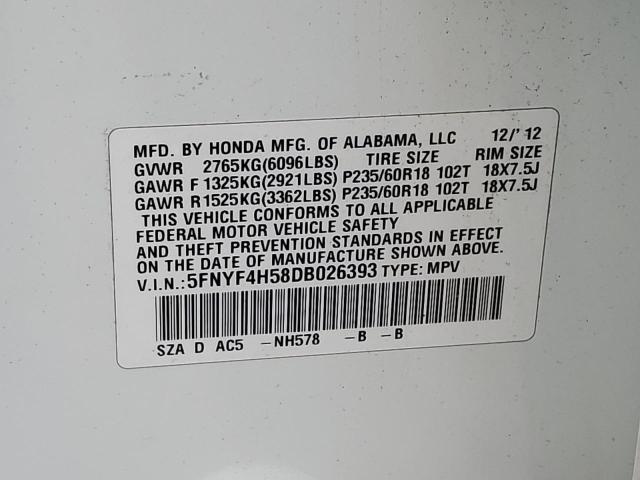 MFD. BY HONDA MFG. OF ALABAMA, LLC 12/'12
GVWR 2765KG(6096LBS) TIRE SIZE RIM SIZE
GAWR F 1325KG(2921LBS) P235/60R18 102T 18X7.5J
GAWR R 1525KG(3362LBS) P235/60R18 102T 18X7.5J
THIS VEHICLE CONFORMS TO ALL APPLICABLE
FEDERAL MOTOR VEHICLE SAFETY
AND THEFT PREVENTION STANDARDS IN EFFECT
ON THE DATE OF MANUFACTURE SHOWN ABOVE.
V.I.N.:5FNYF4H58DB026393 TYPE: MPV
SZA D AC5 -NH578 -B -B